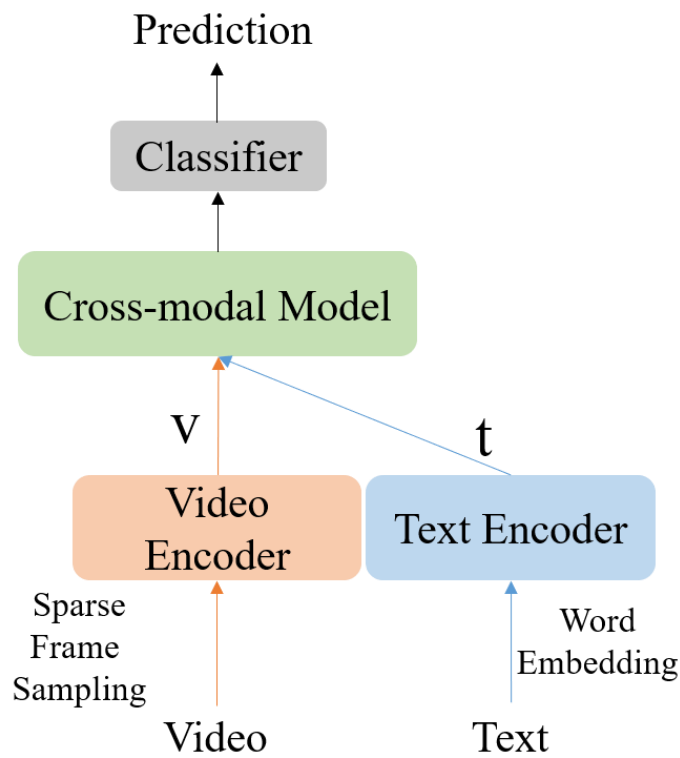 Prediction
Classifier
Cross-modal Model
v
t
Video
Encoder
Text Encoder
Sparse
Frame
Sampling
Word
Embedding
Video
Text